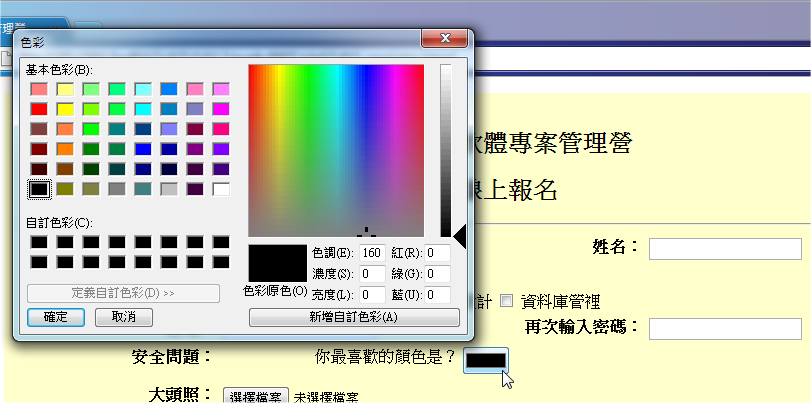 理營
色彩
基本色彩(B):
自訂色彩(C):
定義自訂色彩(D) >>
確定
取消
色彩|原色(O)
色調(E): 160
紅(R): 0
濃度(S): 0
綠(G): 0
亮度(L): 0
藍(U): 0
新增自訂色彩(A)
體專案管理營
線上報名
姓名：
計
資料庫管裡
再次輸入密碼：
安全問題：
你最喜歡的顏色是？
大頭照：
選擇檔案
未選擇檔案